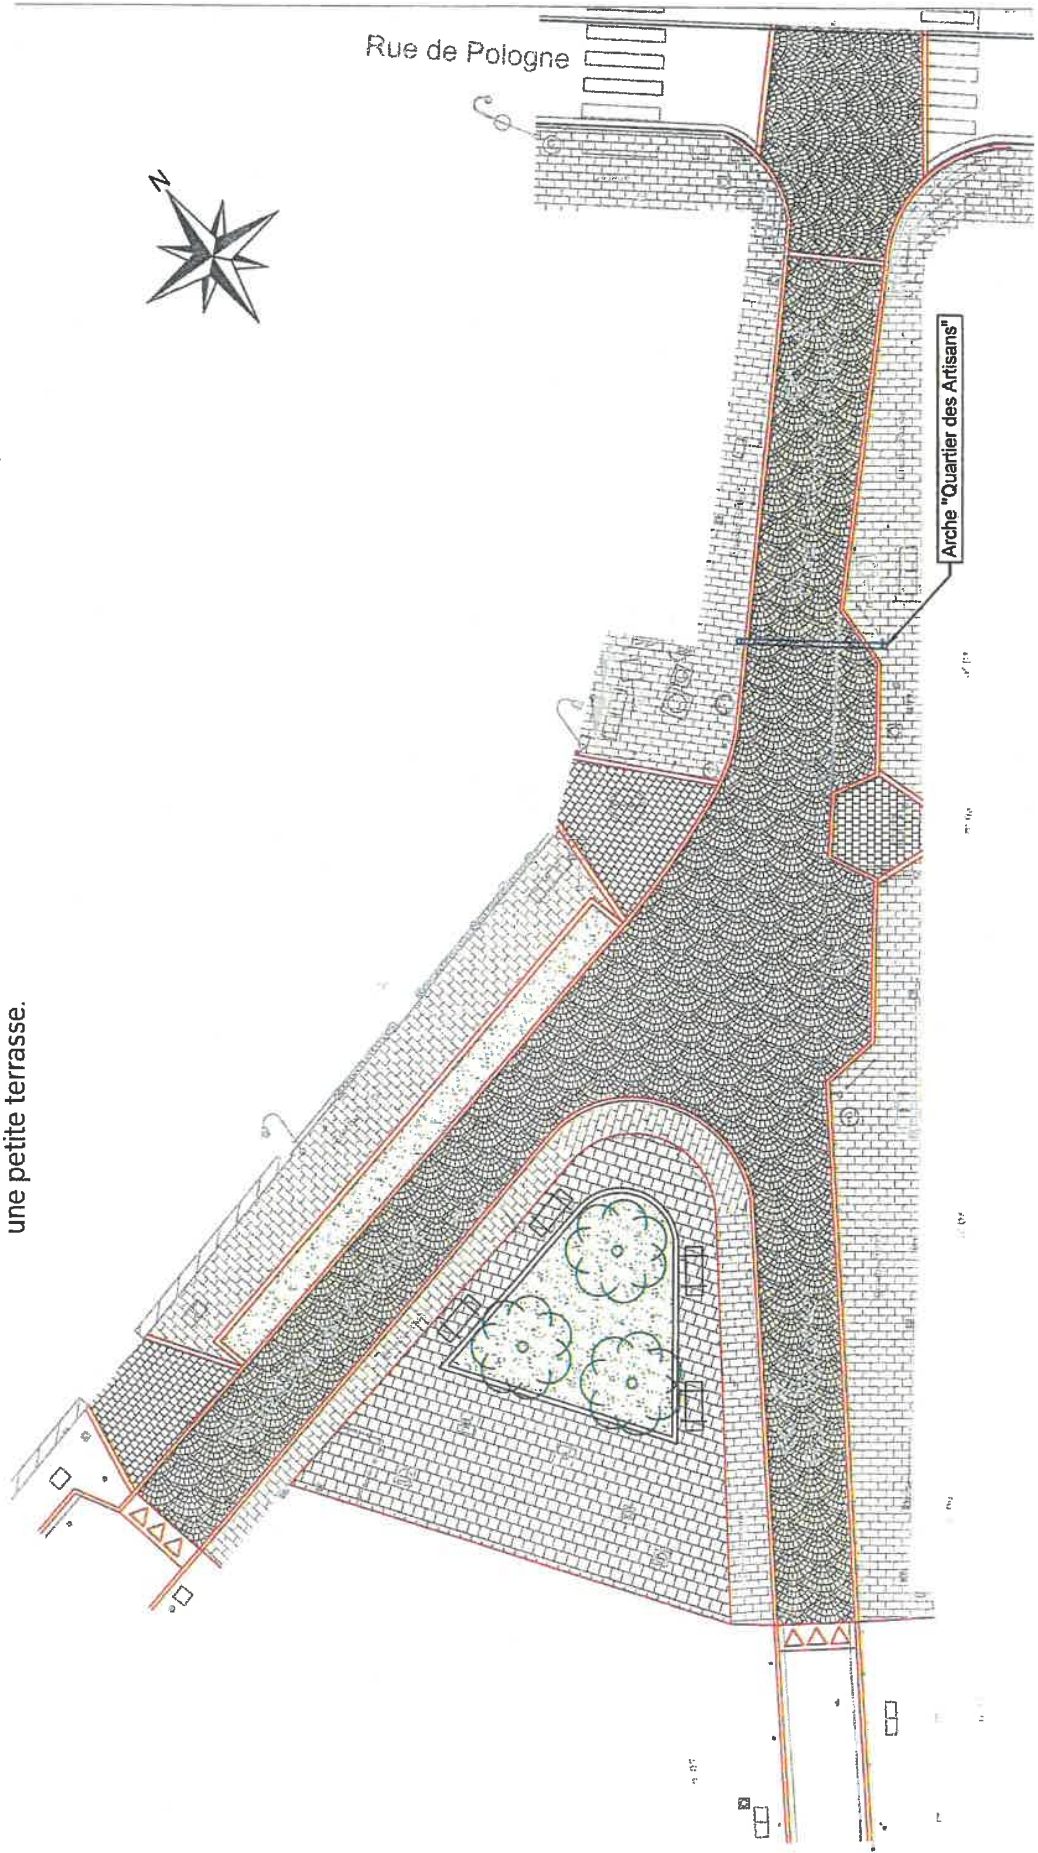 Rue de Pologne
N
Arche "Quartier des Artisans"
une petite terrasse.